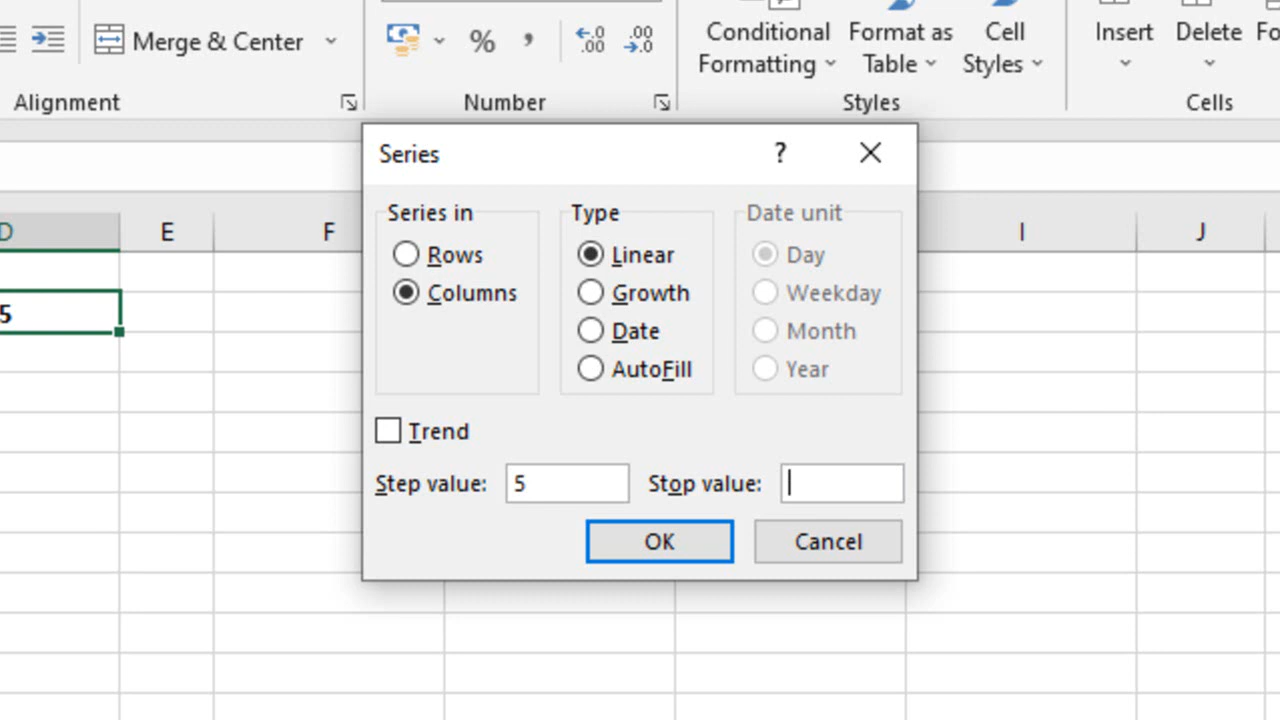 Merge & Center
%
.00
.00
Conditional Formatting
Format as Table
Cell Styles
Insert
Delete
Alignment
Number
Styles
Cells
Series
?
D
E
F
I
J
5
Series in
Rows
Columns
Type
Linear
Growth
Date
AutoFill
Date unit
Day
Weekday
Month
Year
Trend
Step value: 5
Stop value:
OK
Cancel